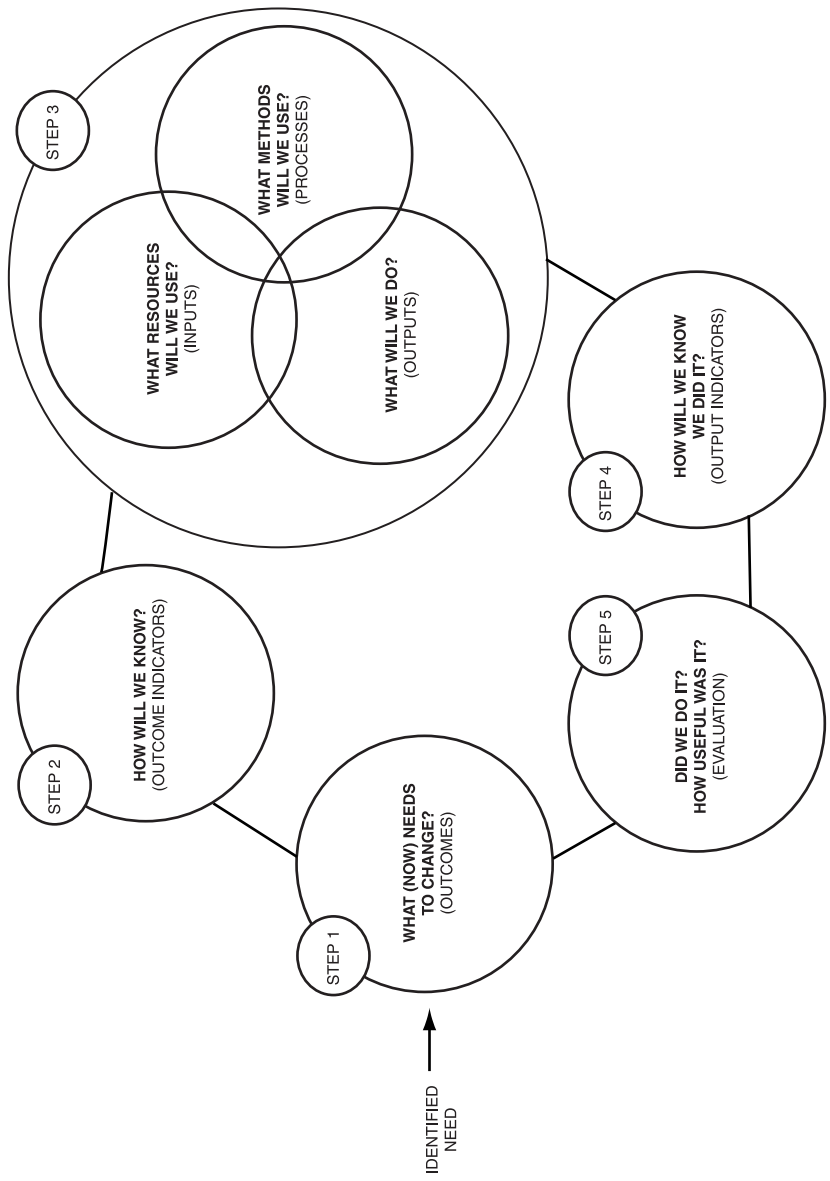 IDENTIFIED
NEED
STEP 1
WHAT (NOW) NEEDS
TO CHANGE?
(OUTCOMES)
STEP 2
HOW WILL WE KNOW?
(OUTCOME INDICATORS)
STEP 3
WHAT RESOURCES
WILL WE USE?
(INPUTS)
WHAT METHODS
WILL WE USE?
(PROCESSES)
WHAT WILL WE DO?
(OUTPUTS)
STEP 4
HOW WILL WE KNOW
WE DID IT?
(OUTPUT INDICATORS)
STEP 5
DID WE DO IT?
HOW USEFUL WAS IT?
(EVALUATION)